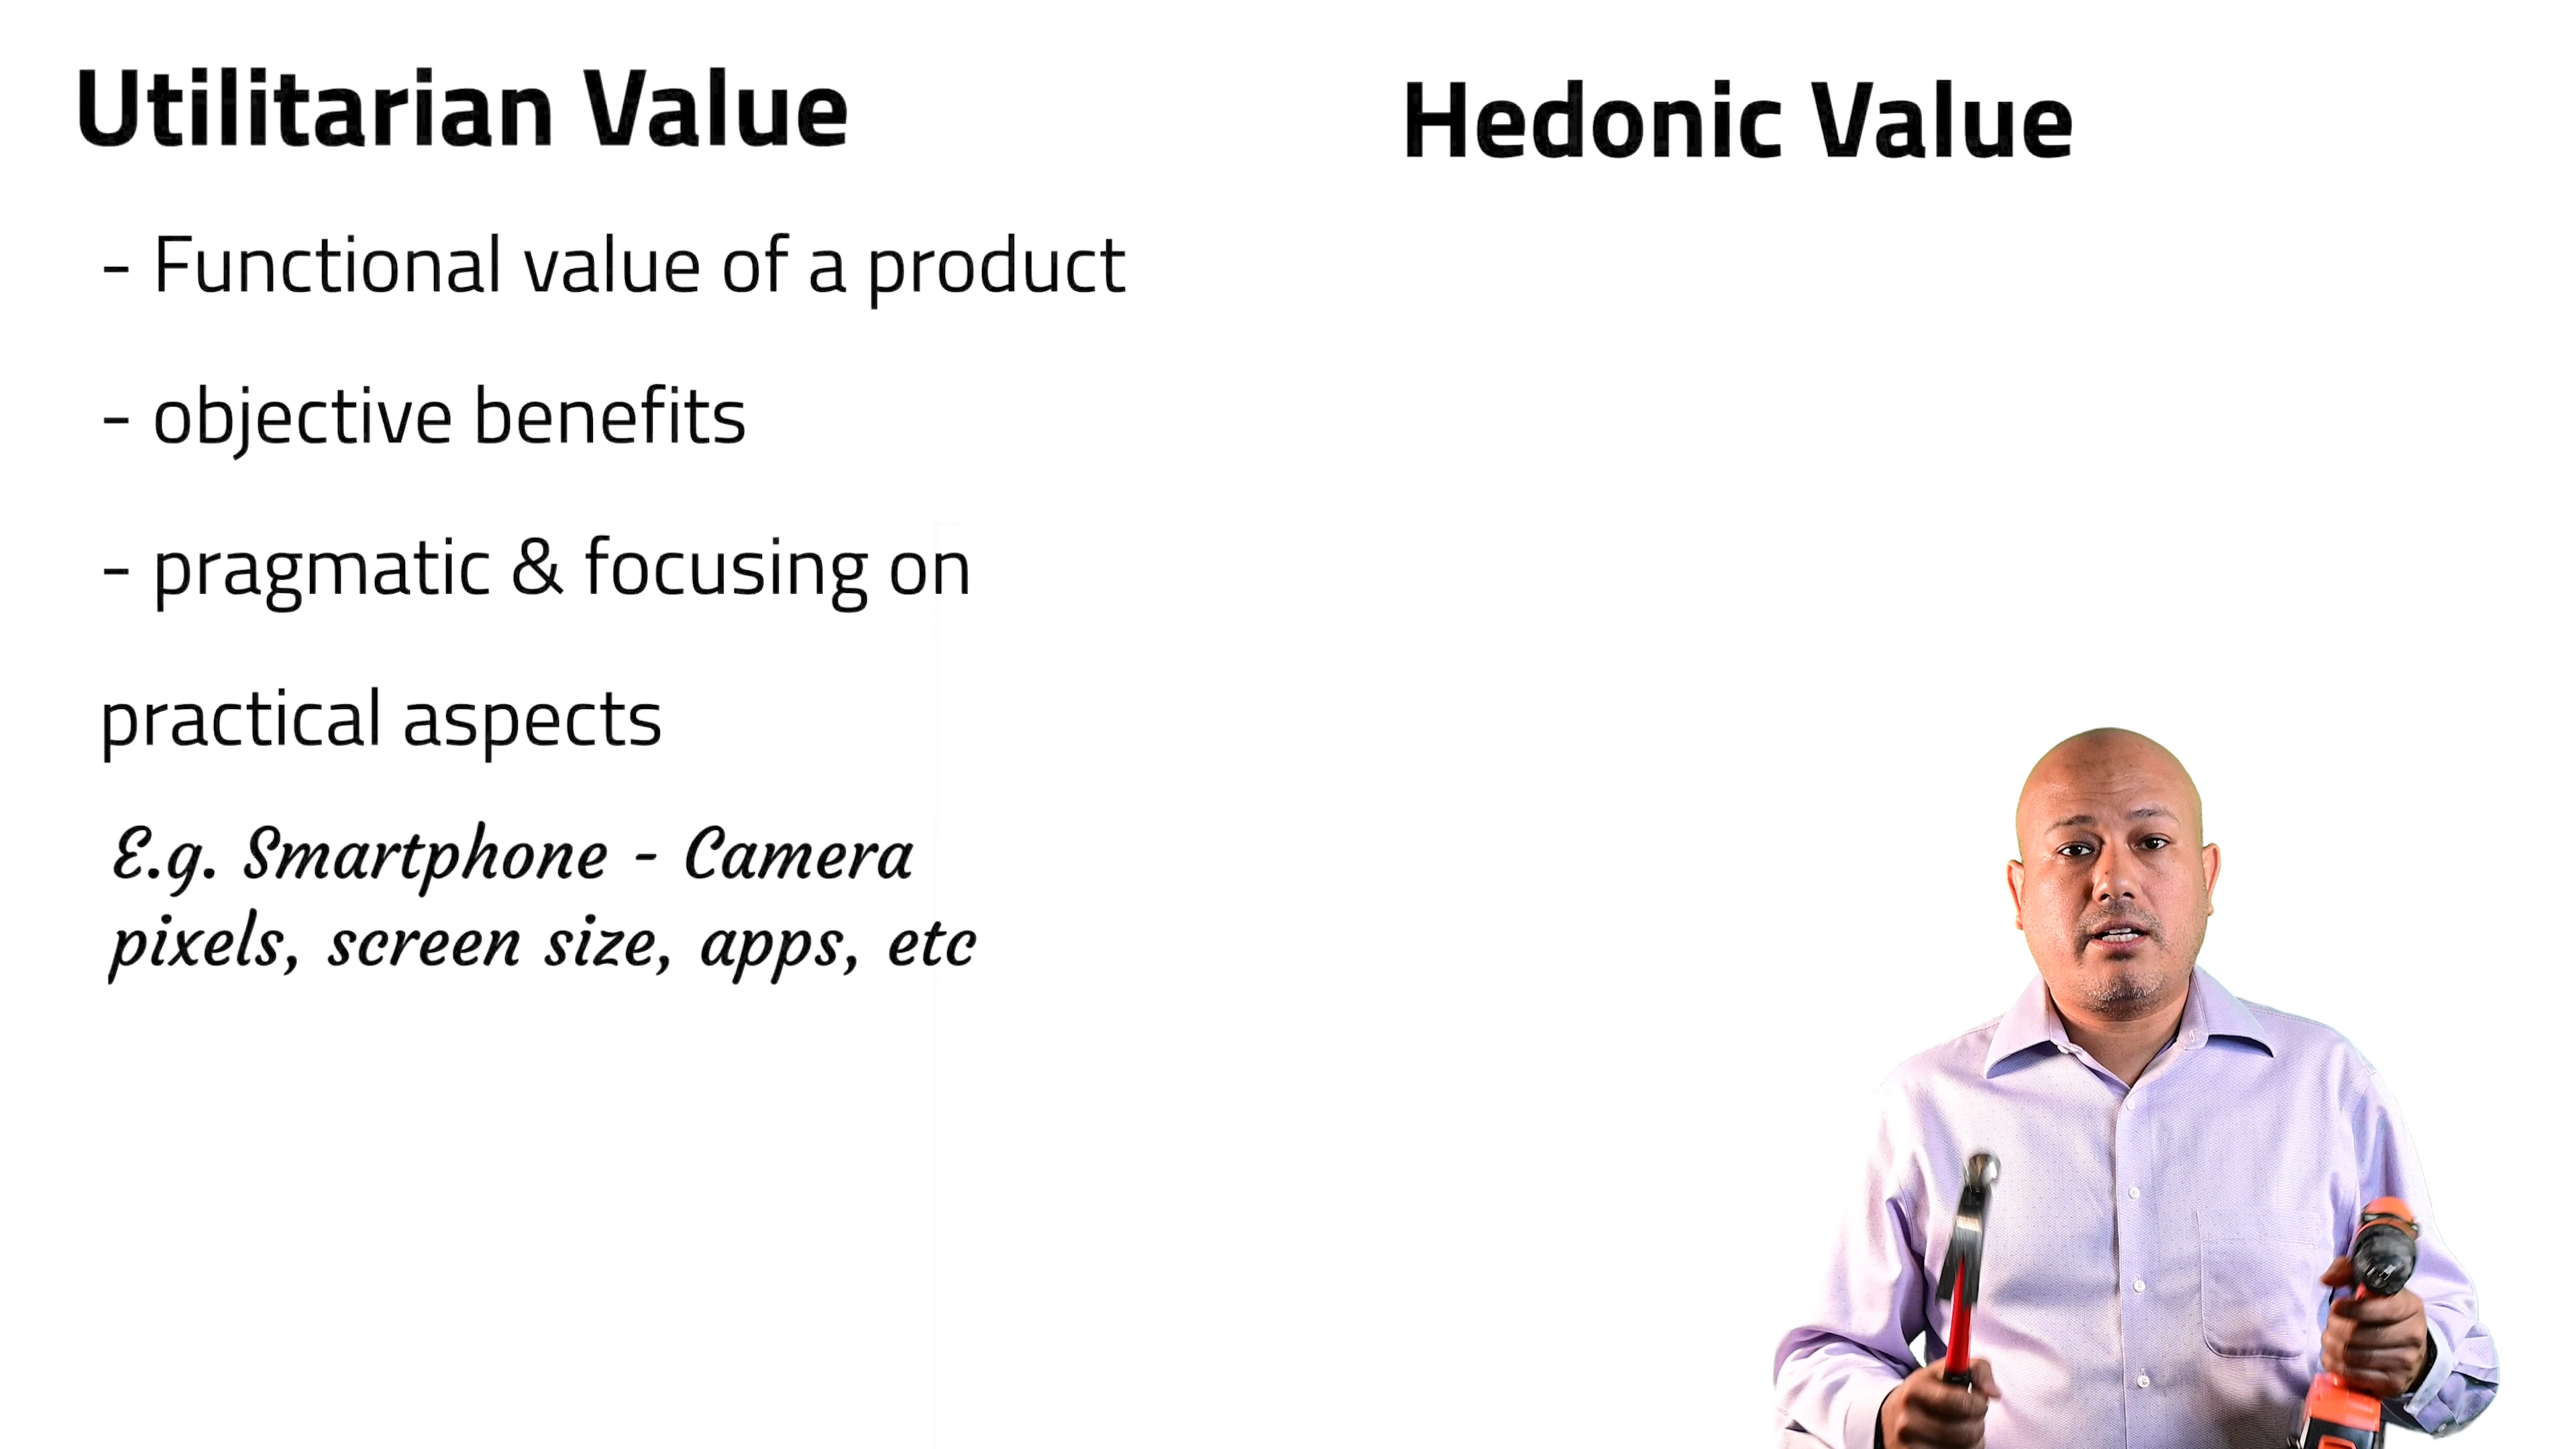 Utilitarian Value
- Functional value of a product
- objective benefits
- pragmatic & focusing on
practical aspects
E.g. Smartphone - Camera
pixels, screen size, apps, etc
Hedonic Value